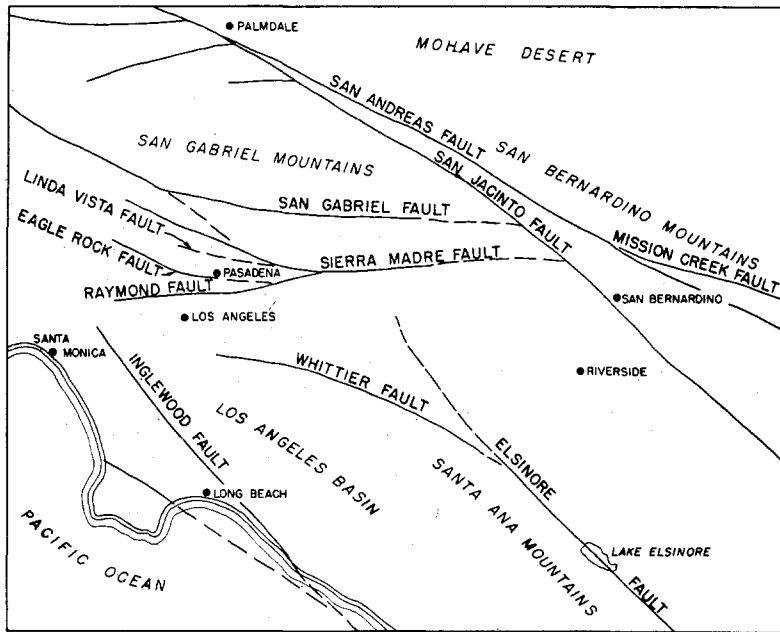 PALMDALE
MOHAVE DESERT
SAN ANDREAS FAULT
SAN BERNARDINO MOUNTAINS
SAN GABRIEL MOUNTAINS
SAN JACINTO FAULT
LINDA VISTA FAULT
SAN GABRIEL FAULT
EAGLE ROCK FAULT
MISSION CREEK FAULT
PASADENA
SIERRA MADRE FAULT
RAYMOND FAULT
SAN BERNARDINO
LOS ANGELES
SANTA
MONICA
INGLEWOOD FAULT
WHITTIER FAULT
RIVERSIDE
LOS ANGELES BASIN
ELSINORE
FAULT
SANTA ANA MOUNTAINS
LONG BEACH
LAKE ELSINORE
PACIFIC OCEAN